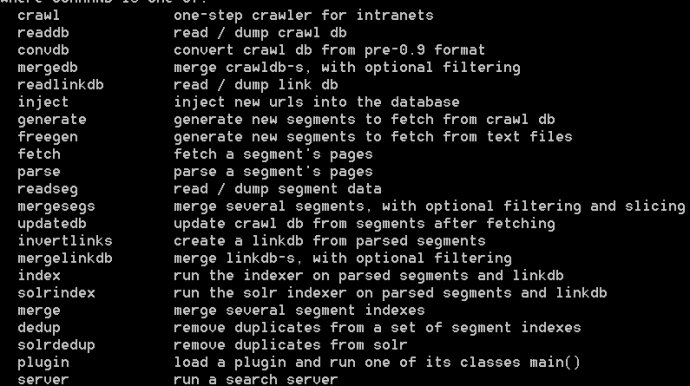 where COMMAND is one of:
crawl one-step crawler for intranets
readdb read / dump crawl db
convdb convert crawl db from pre-0.9 format
mergedb merge crawldb-s, with optional filtering
readlinkdb read / dump link db
inject inject new urls into the database
generate generate new segments to fetch from crawl db
freegen generate new segments to fetch from text files
fetch fetch a segment's pages
parse parse a segment's pages
readseg read / dump segment data
mergesegs merge several segments, with optional filtering and slicing
updatedb update crawl db from segments after fetching
invertlinks create a linkdb from parsed segments
mergelinkdb merge linkdb-s, with optional filtering
index run the indexer on parsed segments and linkdb
solrindex run the solr indexer on parsed segments and linkdb
merge merge several segment indexes
dedup remove duplicates from a set of segment indexes
solrdedup remove duplicates from solr
plugin load a plugin and run one of its classes main()
server run a search server